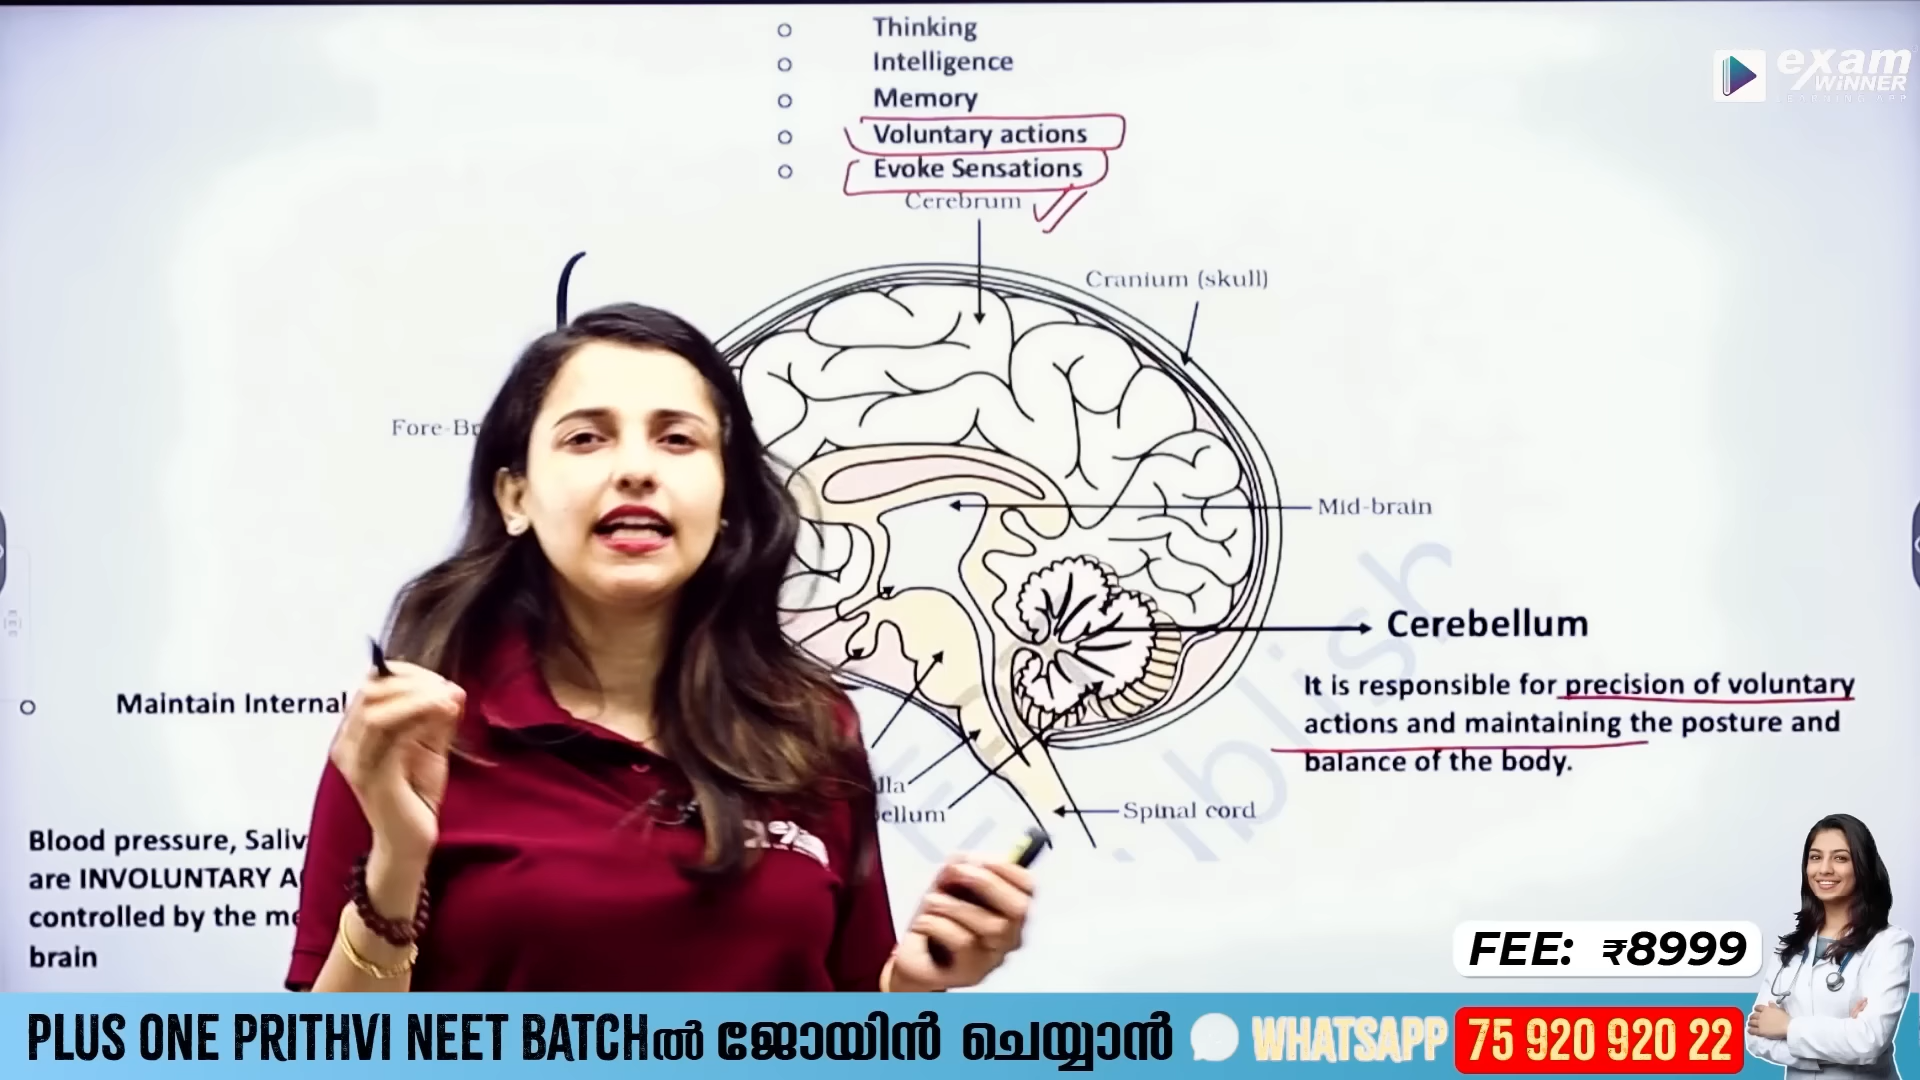 Thinking
Intelligence
Memory
Voluntary actions
Evoke Sensations
exam
WINNER
Cerebrum
Cranium (skull)
Fore-Br
Mid-brain
Cerebellum
It is responsible for precision of voluntary
actions and maintaining the posture and
balance of the body.
Maintain Internal
lla
bellum
Spinal cord
Blood pressure, Saliv
are INVOLUNTARY A
controlled by the me
brain
FEE: ₹8999
PLUS ONE PRITHVI NEET BATCHൽ ജോയിൻ ചെയ്യാൻ WHATSAPP 75 920 920 22